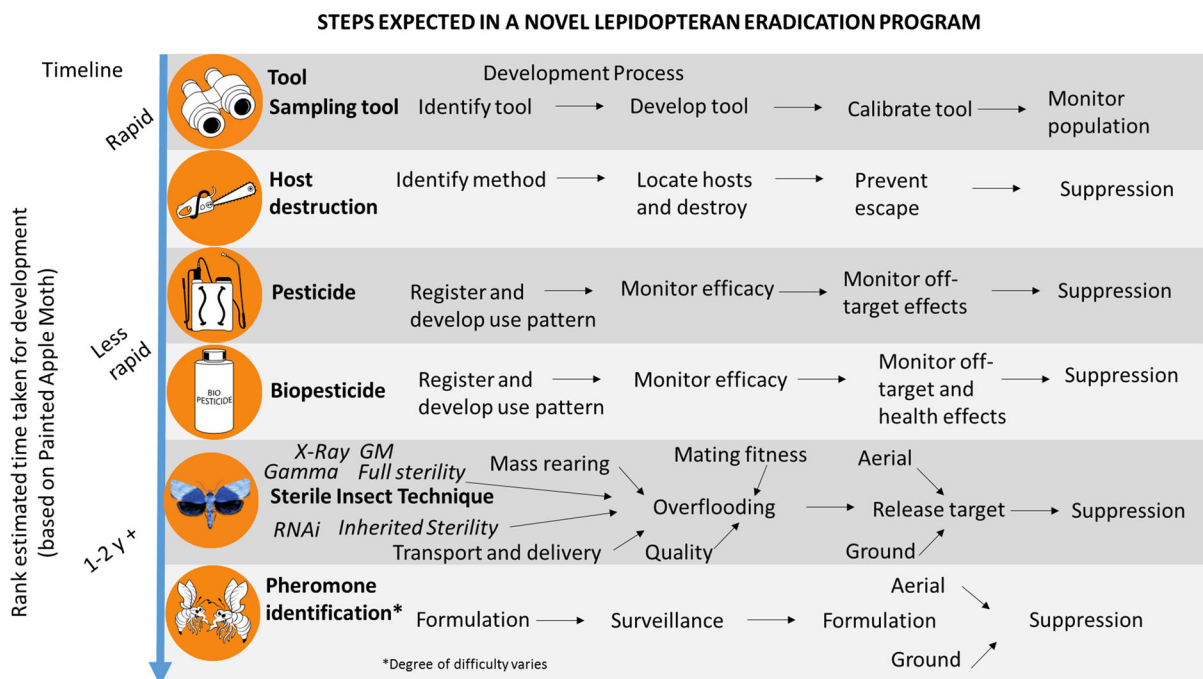 STEPS EXPECTED IN A NOVEL LEPIDOPTERAN ERADICATION PROGRAM
Timeline
Rank estimated time taken for development
(based on Painted Apple Moth)
Rapid
Less
rapid
1-2 y +
Tool
Development Process
Sampling tool
Identify tool
Develop tool
Calibrate tool
Monitor
population
Host
destruction
Identify method
Locate hosts
and destroy
Prevent
escape
Suppression
Pesticide
Register and
develop use pattern
Monitor efficacy
Monitor off-
target effects
Suppression
BIO
PESTICIDE
Biopesticide
Register and
develop use pattern
Monitor efficacy
Monitor off-
target and
health effects
Suppression
X-Ray GM
Gamma Full sterility
Sterile Insect Technique
RNAi Inherited Sterility
Mass rearing
Transport and delivery
Mating fitness
Overflooding
Quality
Aerial
Release target
Ground
Suppression
Pheromone
identification*
Formulation
Surveillance
Formulation
Aerial
Ground
Suppression
*Degree of difficulty varies